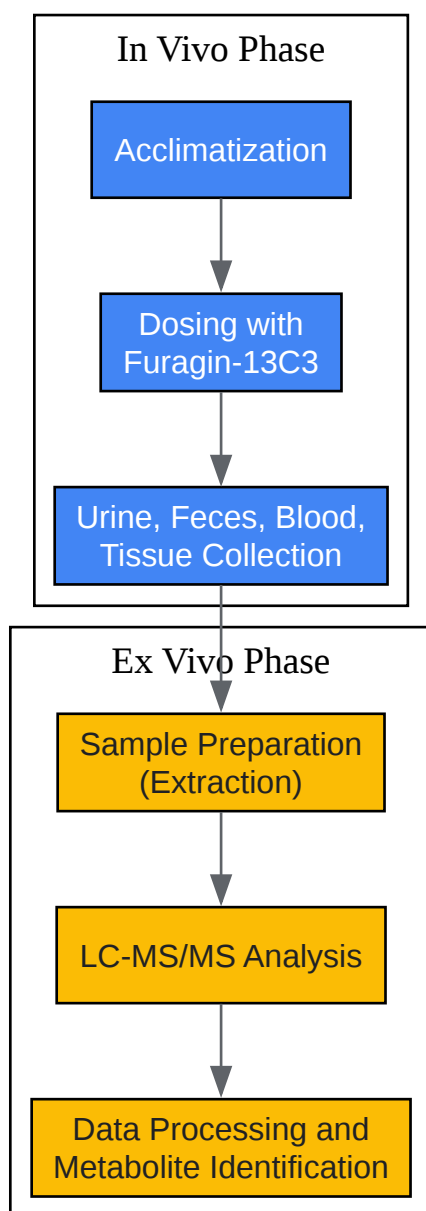 In Vivo Phase
Acclimatization
Dosing with
Furagin-13C3
Urine, Feces, Blood,
Tissue Collection
Ex Vivo Phase
Sample Preparation
(Extraction)
LC-MS/MS Analysis
Data Processing and
Metabolite Identification